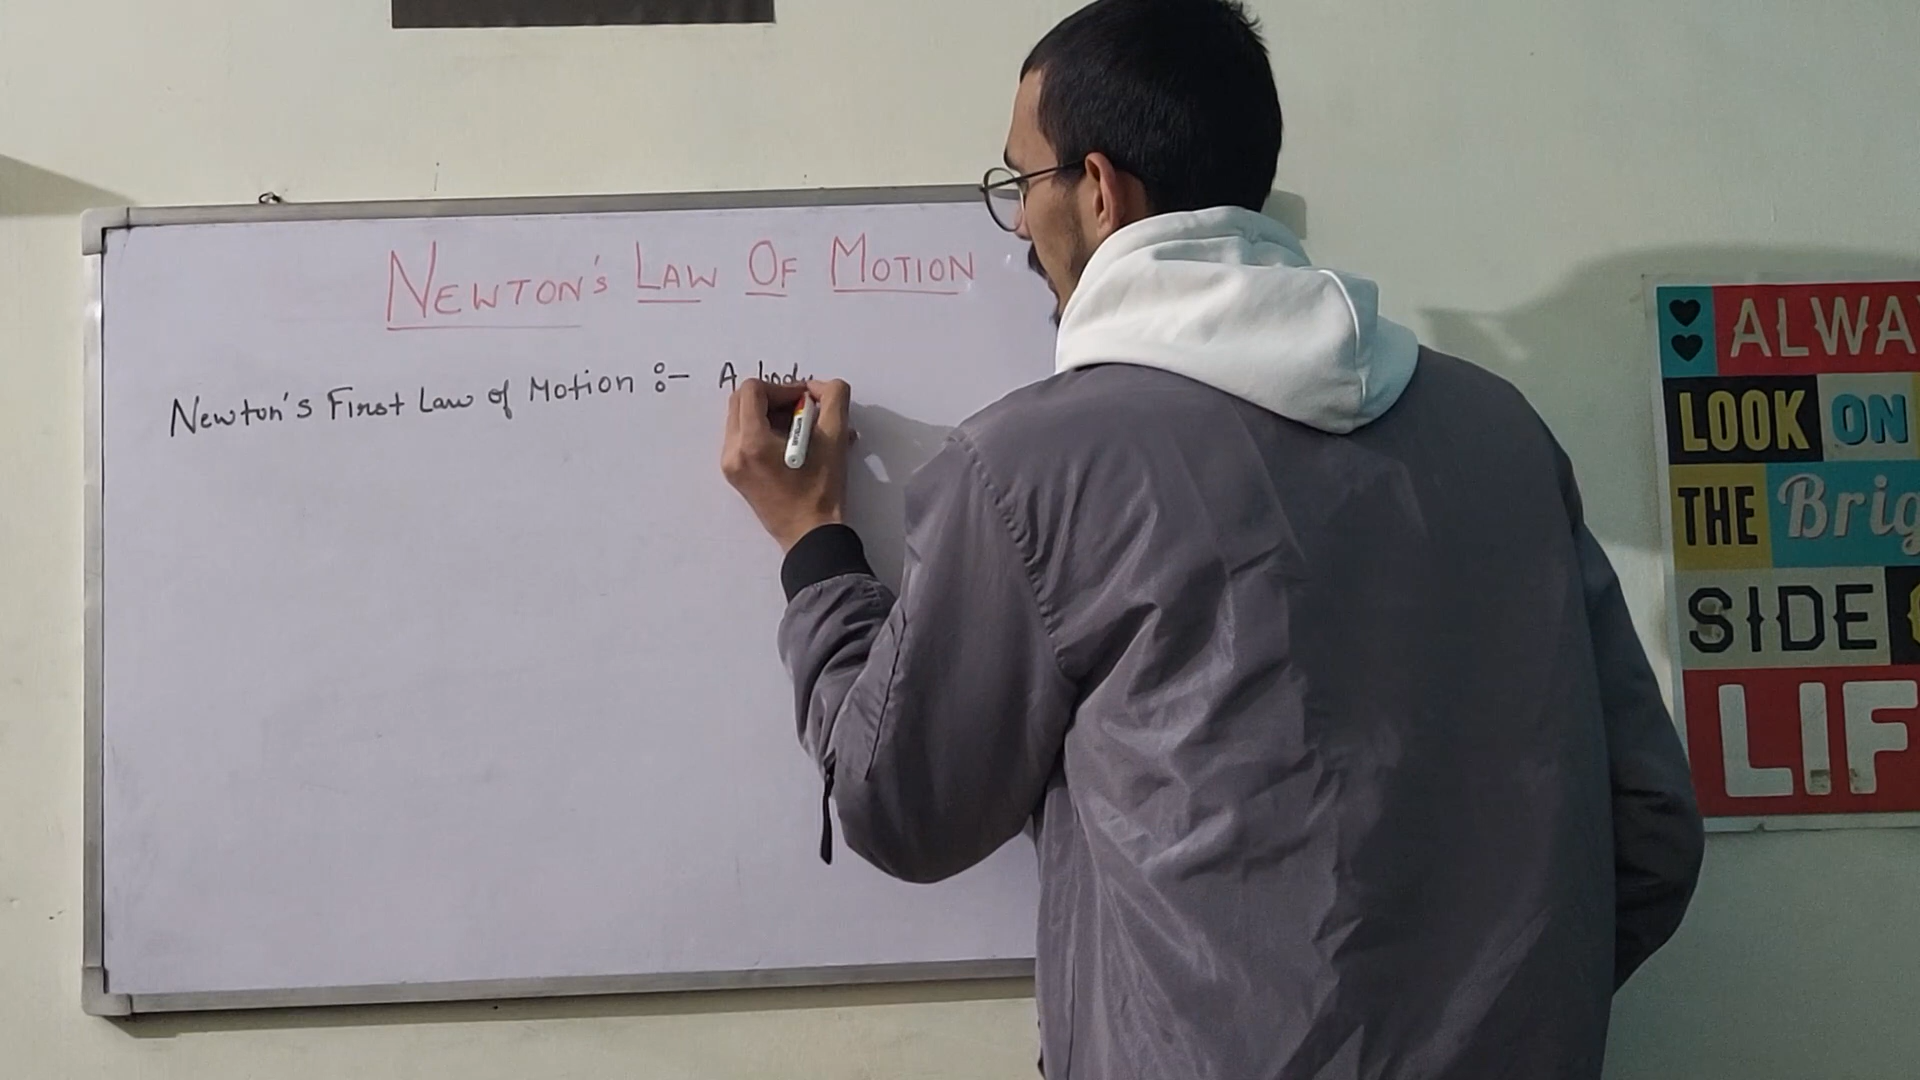 NEWTON'S LAW OF MOTION
Newton's First Law of Motion :- A body
ALWA
LOOK ON
THE Brig
SIDE
LIF